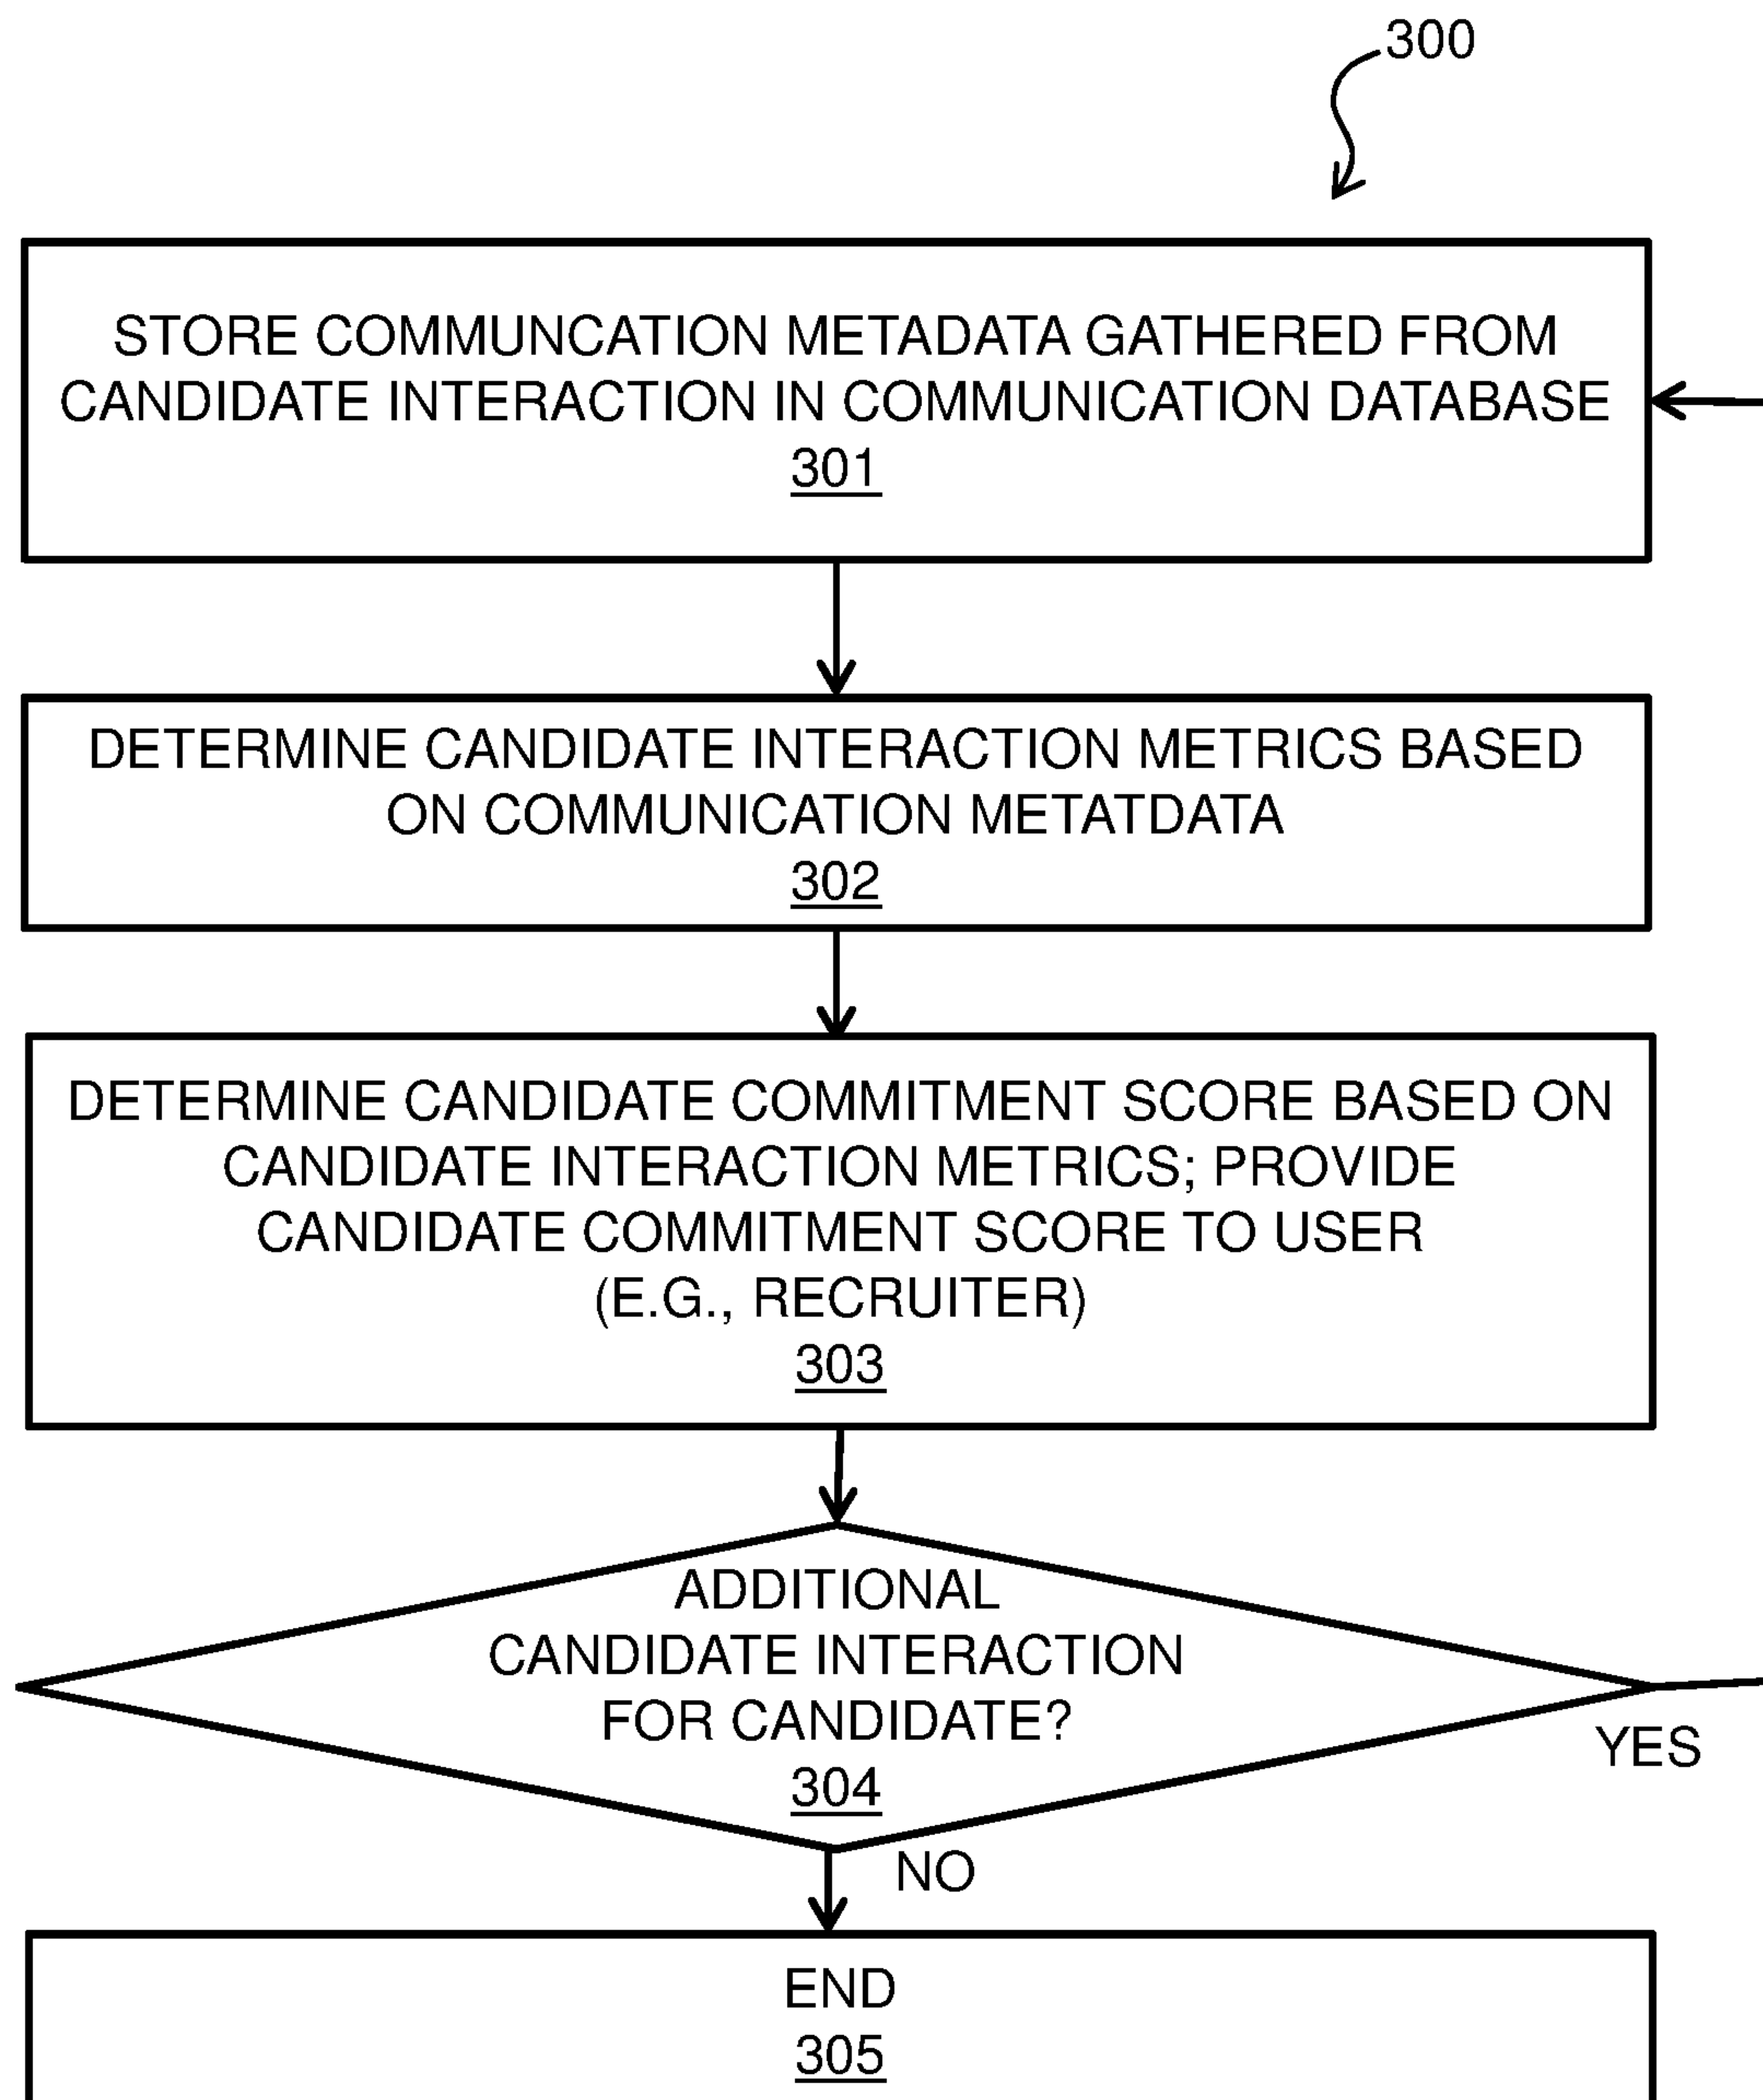 300
STORE COMMUNCATION METADATA GATHERED FROM
CANDIDATE INTERACTION IN COMMUNICATION DATABASE
301
DETERMINE CANDIDATE INTERACTION METRICS BASED
ON COMMUNICATION METATDATA
302
DETERMINE CANDIDATE COMMITMENT SCORE BASED ON
CANDIDATE INTERACTION METRICS; PROVIDE
CANDIDATE COMMITMENT SCORE TO USER
(E.G., RECRUITER)
303
ADDITIONAL
CANDIDATE INTERACTION
FOR CANDIDATE?
304
YES
NO
END
305